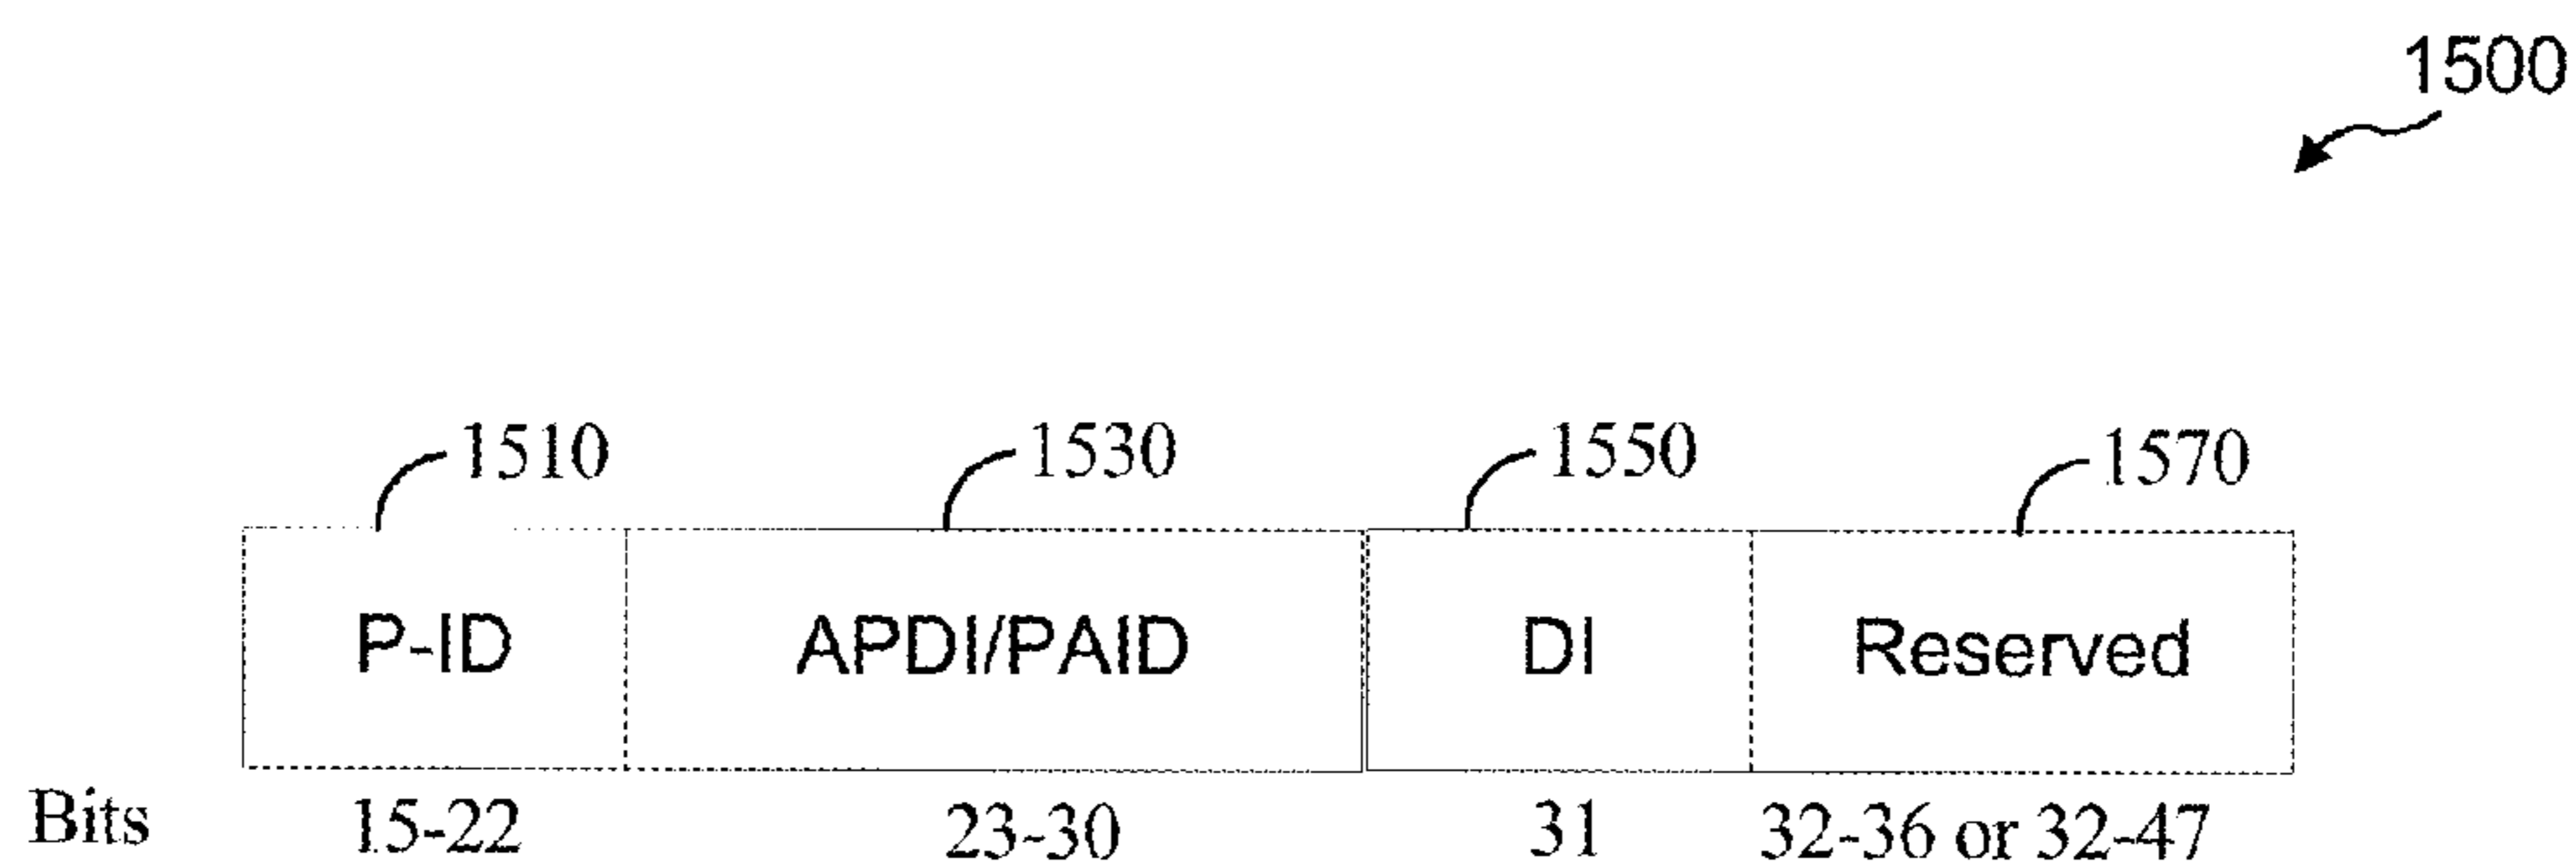 1500
1510 1530 1550 1570
P-ID APDI/PAID DI Reserved
Bits 15-22 23-30 31 32-36 or 32-47